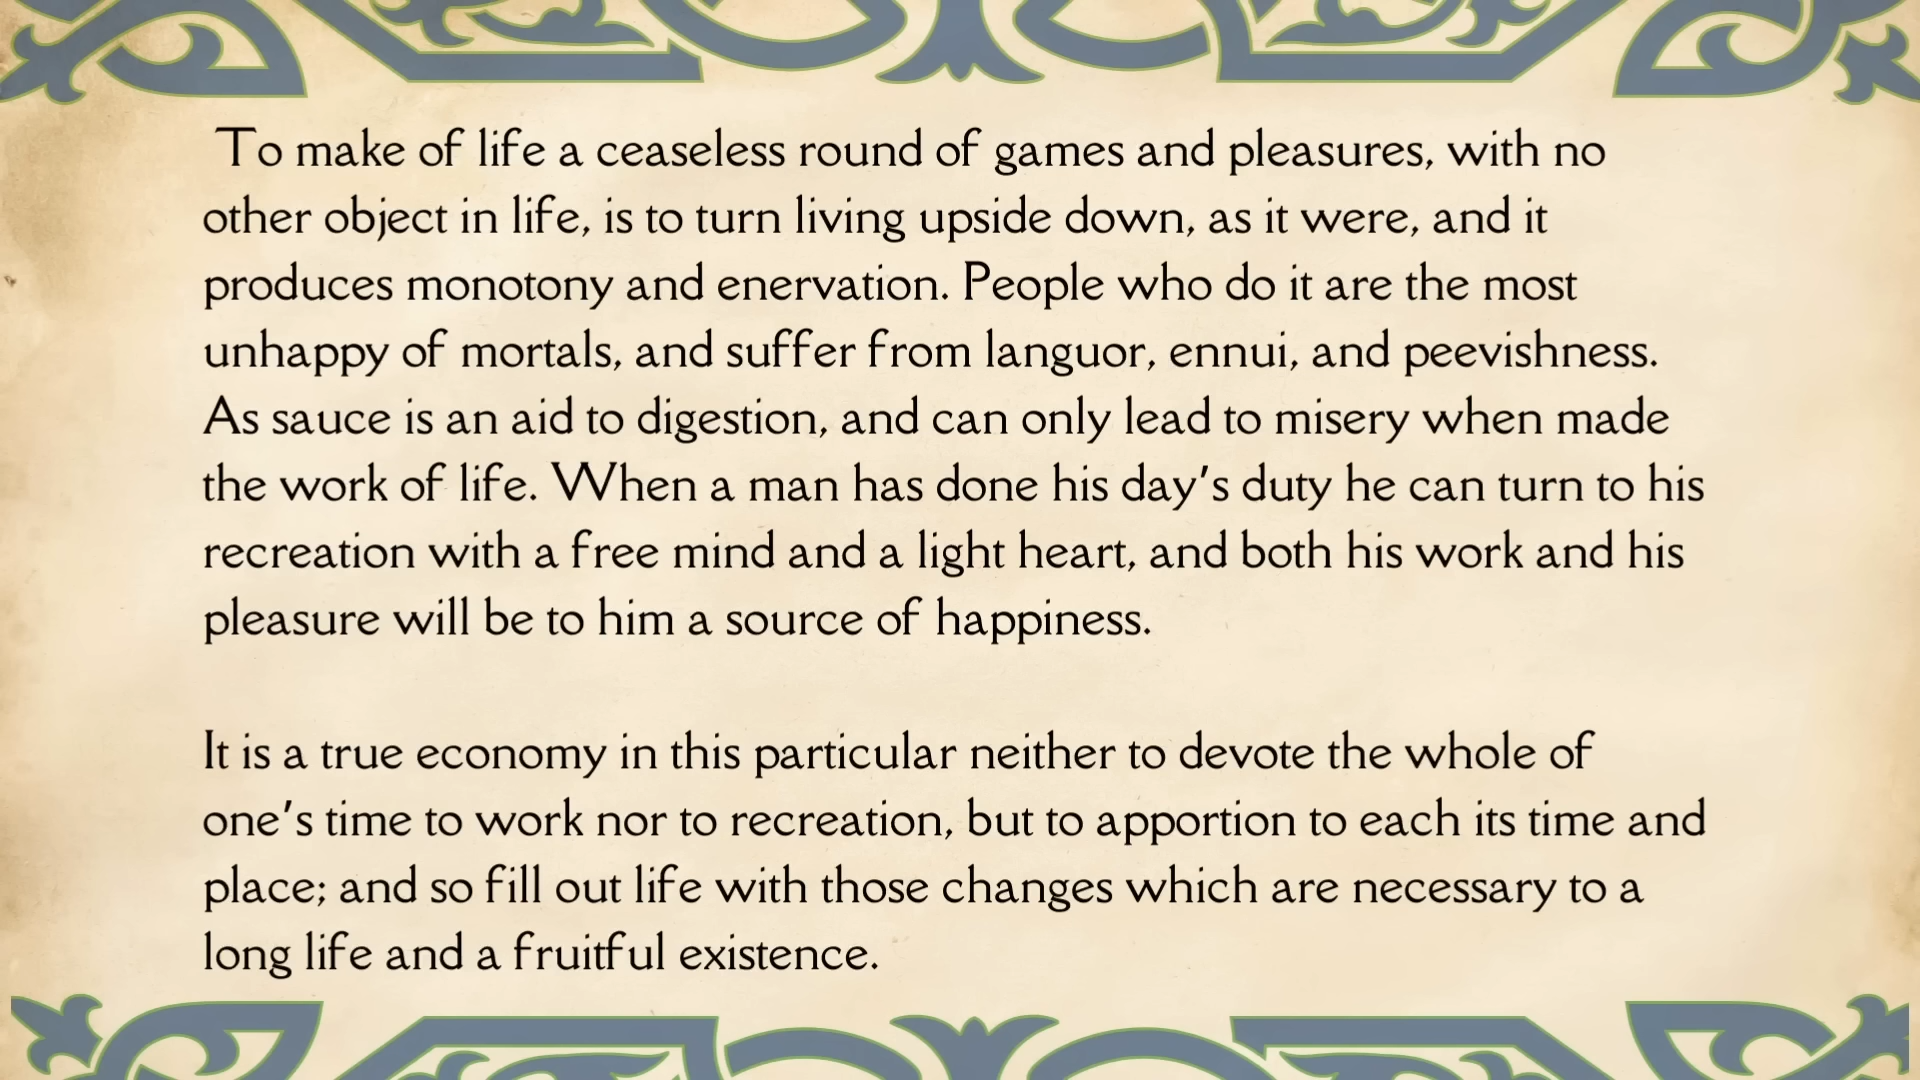 To make of life a ceaseless round of games and pleasures, with no
other object in life, is to turn living upside down, as it were, and it
produces monotony and enervation. People who do it are the most
unhappy of mortals, and suffer from languor, ennui, and peevishness.
As sauce is an aid to digestion, and can only lead to misery when made
the work of life. When a man has done his day's duty he can turn to his
recreation with a free mind and a light heart, and both his work and his
pleasure will be to him a source of happiness.
It is a true economy in this particular neither to devote the whole of
one's time to work nor to recreation, but to apportion to each its time and
place; and so fill out life with those changes which are necessary to a
long life and a fruitful existence.